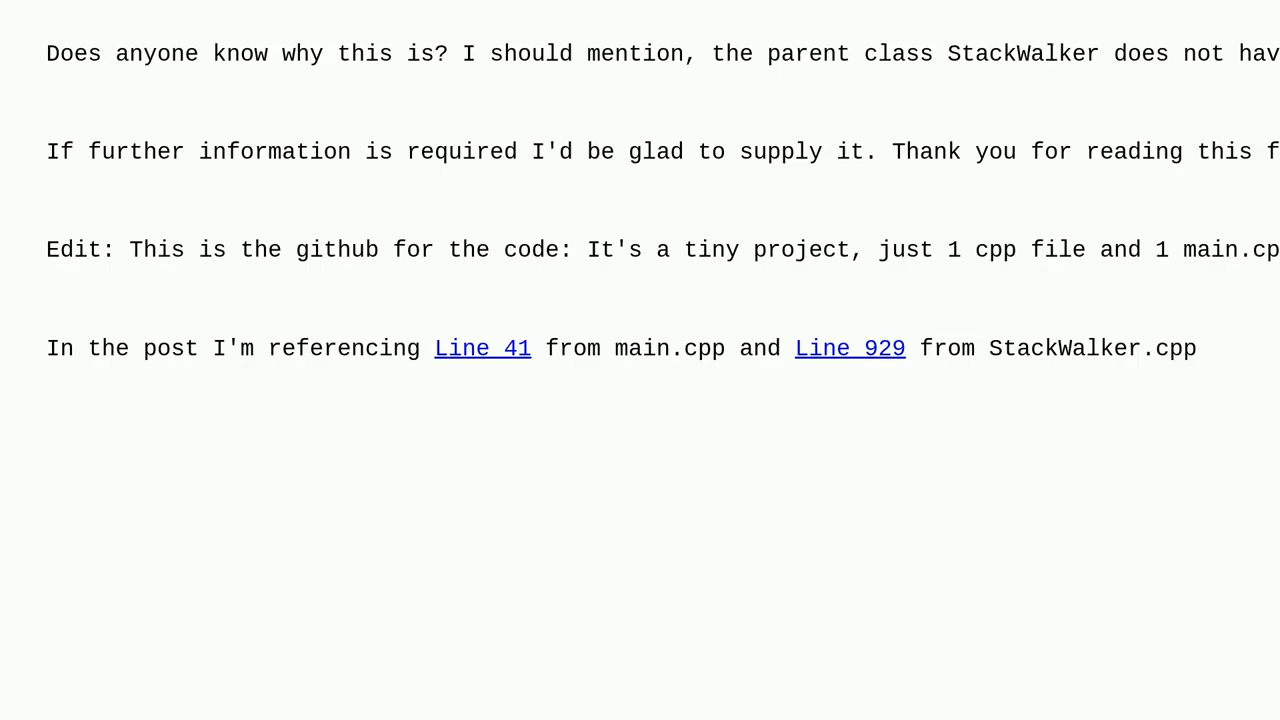 Does anyone know why this is? I should mention, the parent class StackWalker does not hav
If further information is required I'd be glad to supply it. Thank you for reading this f
Edit: This is the github for the code: It's a tiny project, just 1 cpp file and 1 main.cp
In the post I'm referencing Line 41 from main.cpp and Line 929 from StackWalker.cpp